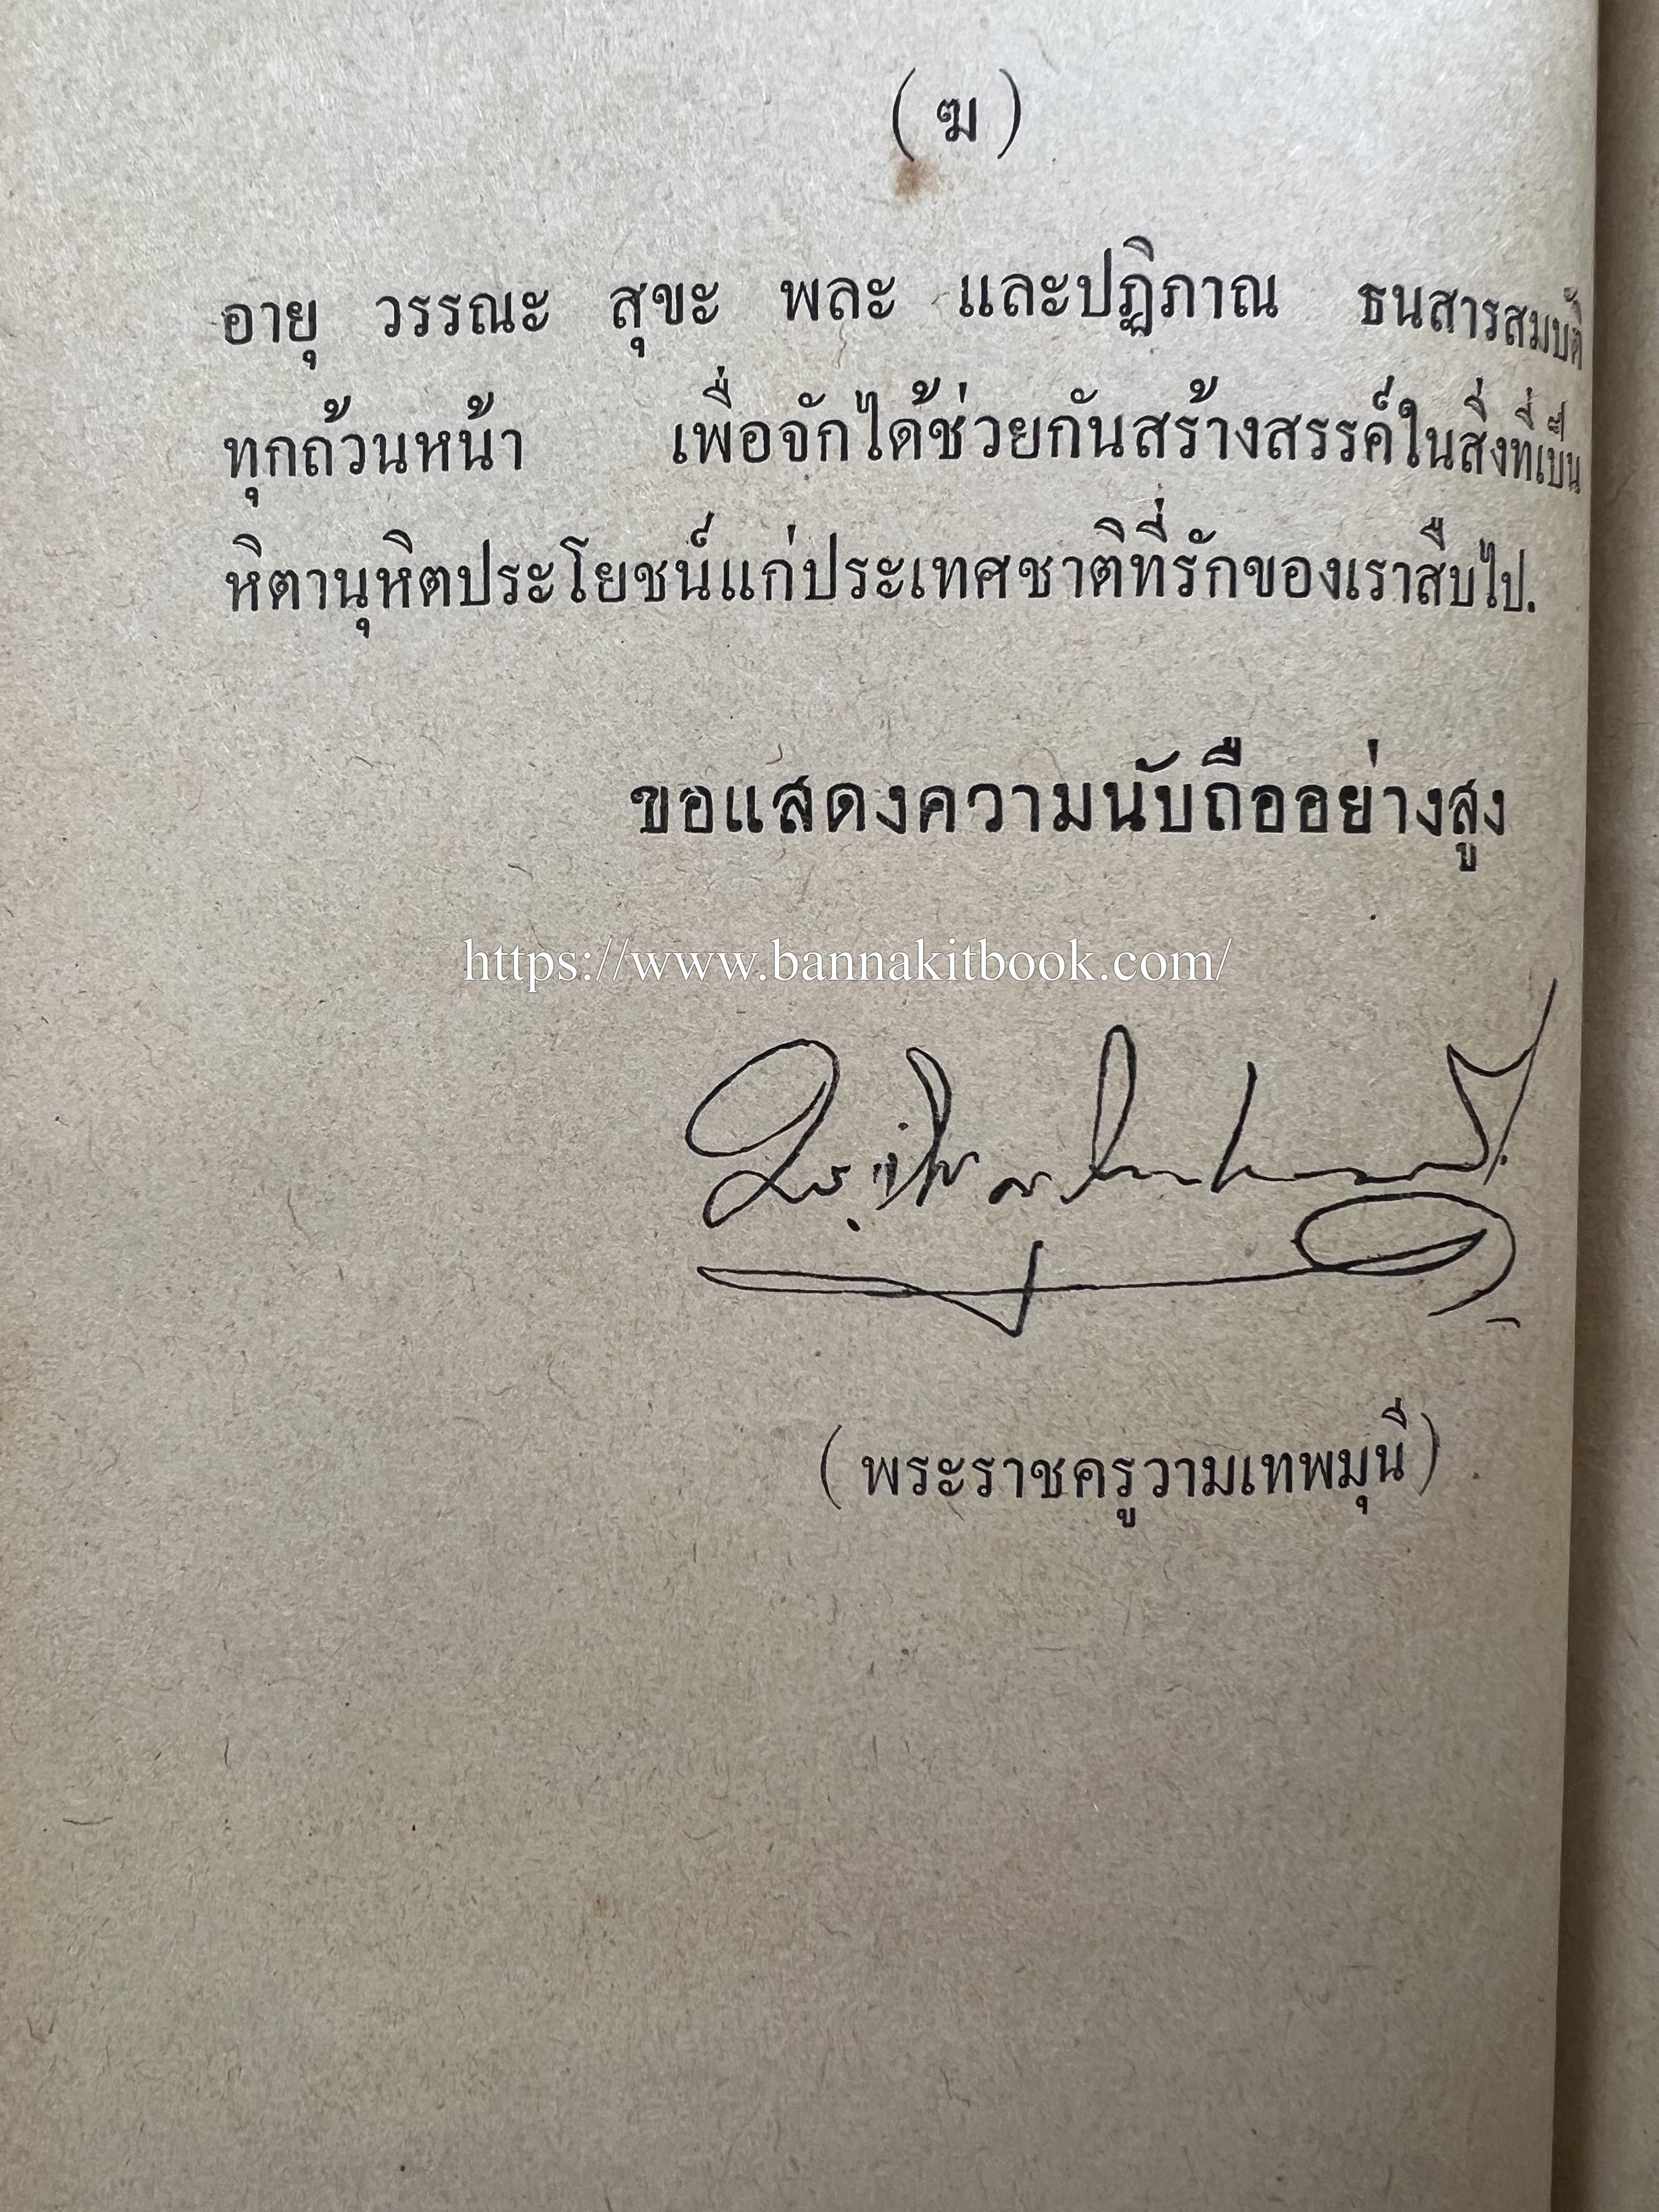 ( ฆ )
อายุ วรรณะ สุขะ พละ และปฏิภาณ ธนสารสมบัติ
ทุกถ้วนหน้า เพื่อจักได้ช่วยกันสร้างสรรค์ในสิ่งที่เป็น
หิตานุหิตประโยชน์แก่ประเทศชาติที่รักของเราสืบไป.
ขอแสดงความนับถืออย่างสูง
https://www.bannakitbook.com/
( พระราชครูวามเทพมุนี )